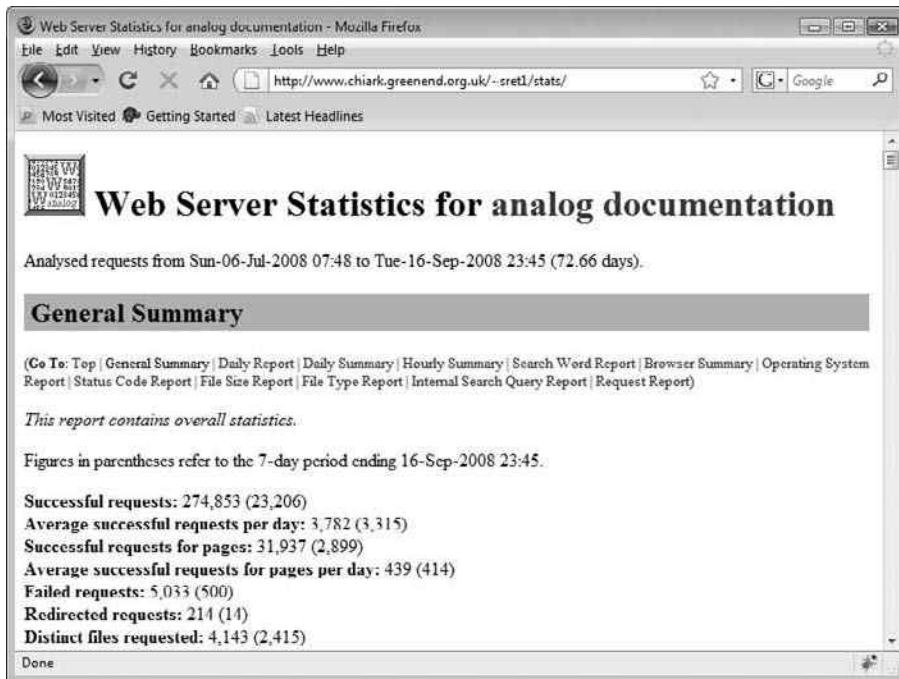 Web Server Statistics for analog documentation - Mozilla Firefox
File Edit View History Bookmarks Tools Help
http://www.chiark.greenend.org.uk/~sret1/stats/
Google
Most Visited Getting Started Latest Headlines
analog
Web Server Statistics for analog documentation
Analysed requests from Sun-06-Jul-2008 07:48 to Tue-16-Sep-2008 23:45 (72.66 days).
General Summary
(Go To: Top | General Summary | Daily Report | Daily Summary | Hourly Summary | Search Word Report | Browser Summary | Operating System
Report | Status Code Report | File Size Report | File Type Report | Internal Search Query Report | Request Report)
This report contains overall statistics.
Figures in parentheses refer to the 7-day period ending 16-Sep-2008 23:45.
Successful requests: 274,853 (23,206)
Average successful requests per day: 3,782 (3,315)
Successful requests for pages: 31,937 (2,899)
Average successful requests for pages per day: 439 (414)
Failed requests: 5,033 (500)
Redirected requests: 214 (14)
Distinct files requested: 4,143 (2,415)
Done